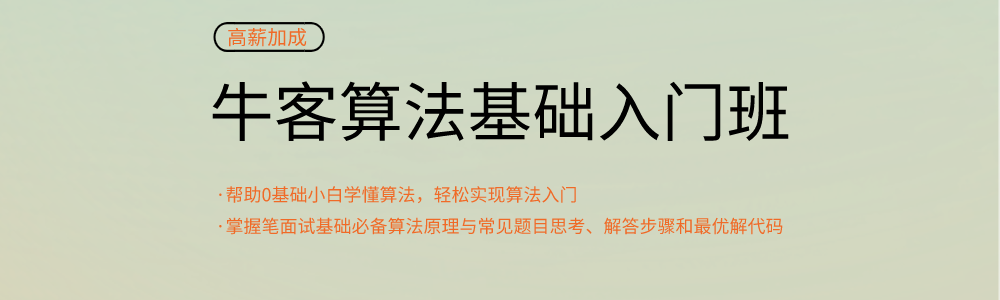 高薪加成
牛客算法基础入门班
·帮助0基础小白学懂算法，轻松实现算法入门
·掌握笔面试基础必备算法原理与常见题目思考、解答步骤和最优解代码